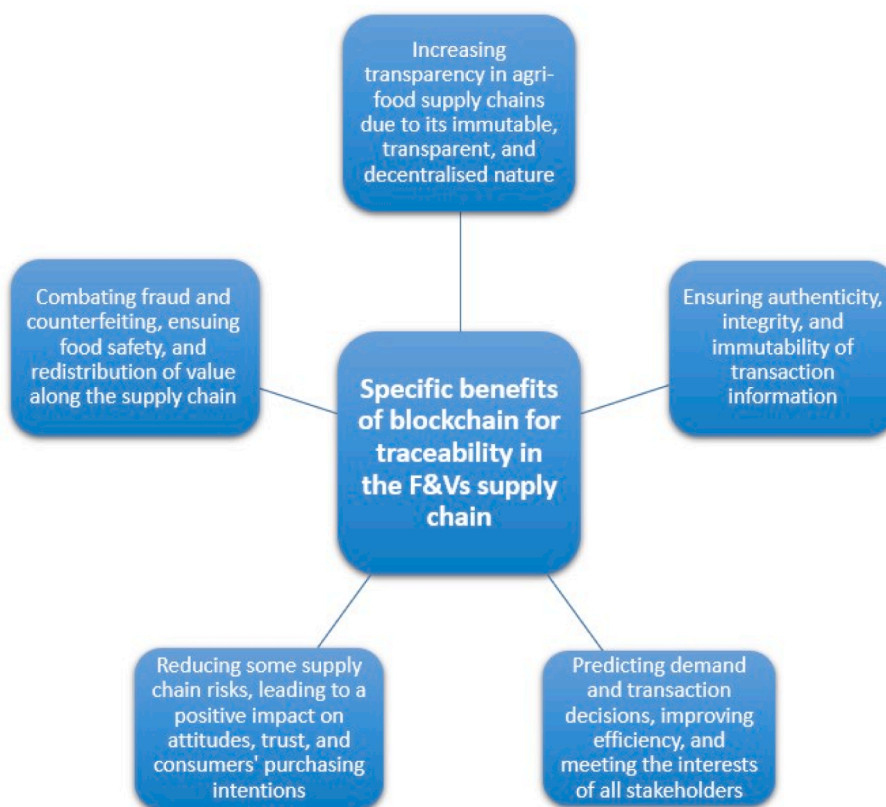 Increasing
transparency in agri-
food supply chains
due to its immutable,
transparent, and
decentralised nature
Combating fraud and
counterfeiting, ensuing
food safety, and
redistribution of value
along the supply chain
Ensuring authenticity,
integrity, and
immutability of
transaction
information
Specific benefits
of blockchain for
traceability in
the F&Vs supply
chain
Reducing some supply
chain risks, leading to a
positive impact on
attitudes, trust, and
consumers' purchasing
intentions
Predicting demand
and transaction
decisions, improving
efficiency, and
meeting the interests
of all stakeholders